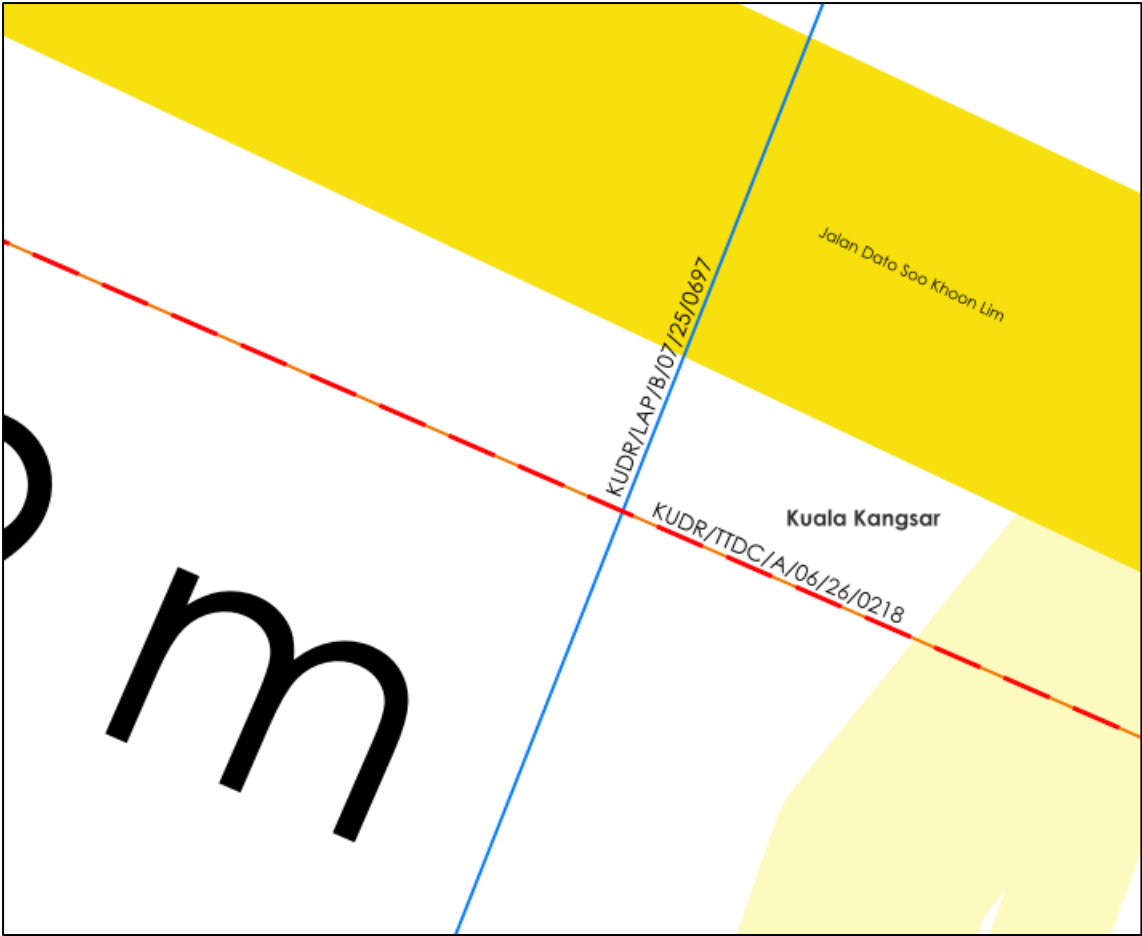 Jalan Dato Soo Khoon Lim
KUDR/LAP/B/07/25/0697
Kuala Kangsar
KUDR/TTDC/A/06/26/0218
m